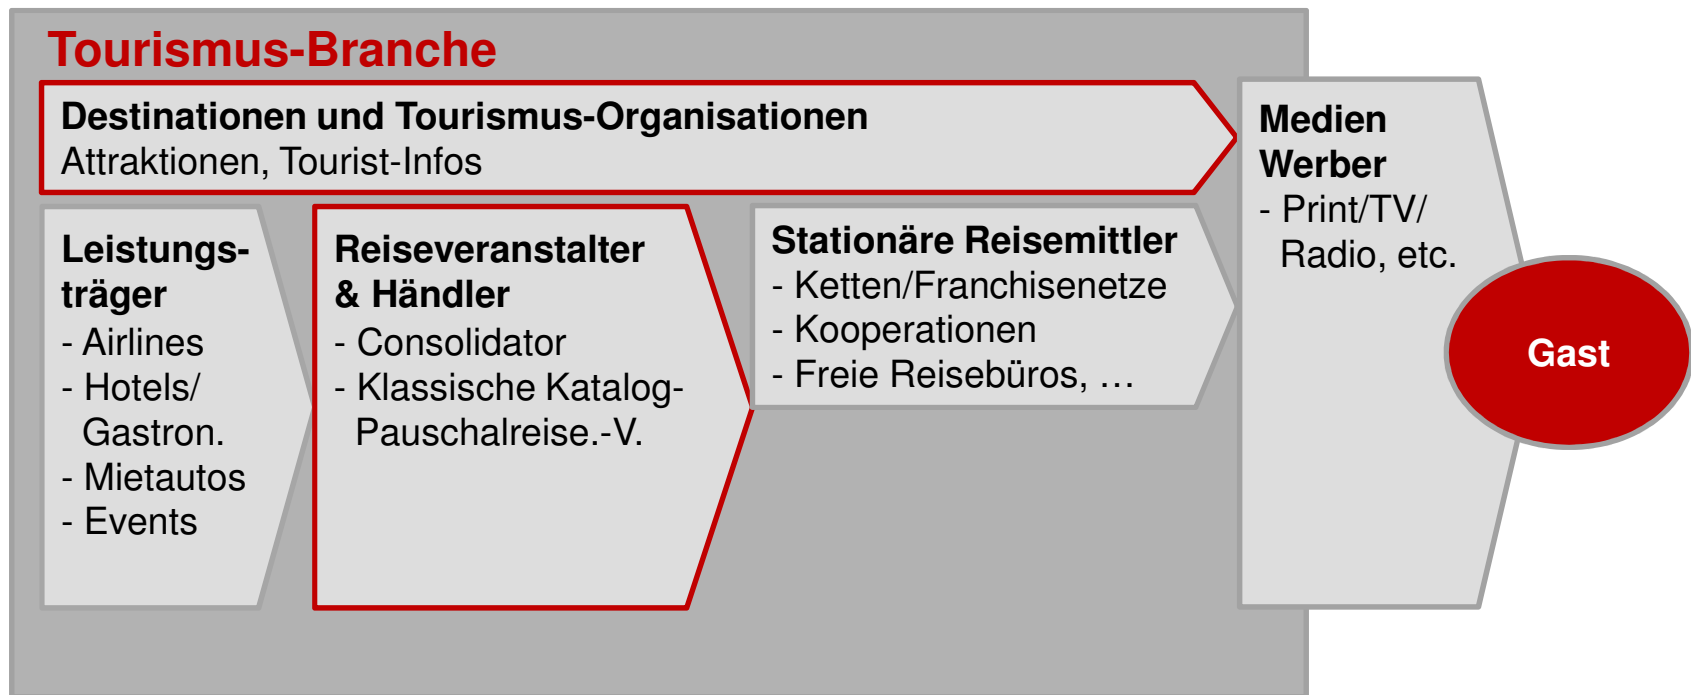 Tourismus-Branche
Destinationen und Tourismus-Organisationen
Attraktionen, Tourist-Infos
Leistungs-
träger
- Airlines
- Hotels/
Gastron.
- Mietautos
- Events
Reiseveranstalter
& Händler
- Consolidator
- Klassische Katalog-
Pauschalreise.-V.
Stationäre Reisemittler
- Ketten/Franchisenetze
- Kooperationen
- Freie Reisebüros, …
Medien
Werber
- Print/TV/
Radio, etc.
Gast